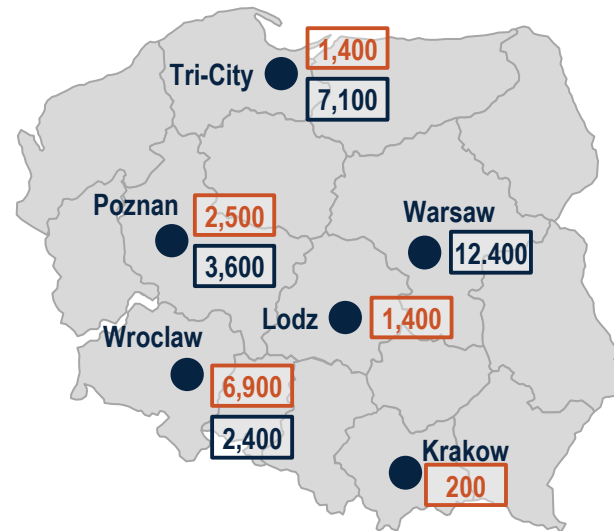 1,400
Tri-City
7,100
Poznan
2,500
3,600
Warsaw
12.400
Lodz
1,400
Wroclaw
6,900
2,400
Krakow
200